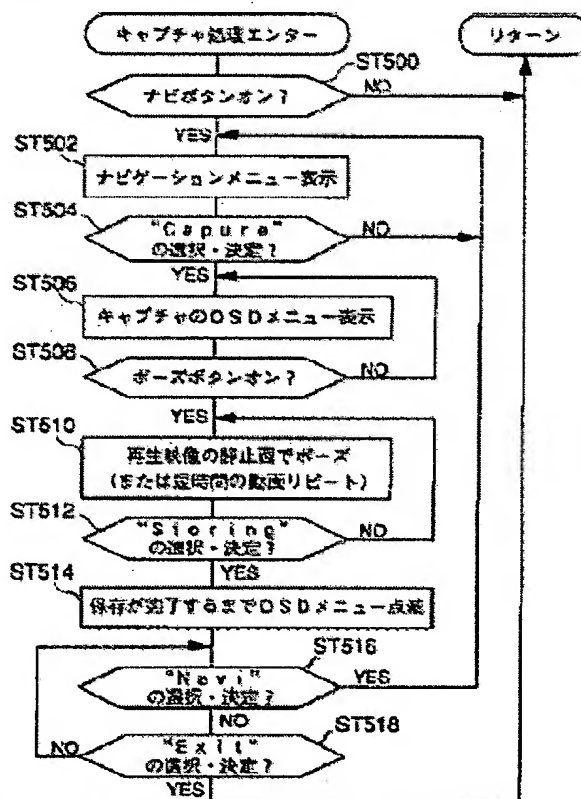 キャプチャ処理エンター
リターン
ST500
ナビボタンオン？
NO
YES
ST502
ナビゲーションメニュー表示
ST504
"Capure"
の選択・決定？
NO
YES
ST506
キャプチャのOSDメニュー表示
ST508
ポーズボタンオン？
NO
YES
ST510
再生映像の静止画でポーズ
（または短時間の動画リピート）
ST512
"Storing"
の選択・決定？
NO
YES
ST514
保存が完了するまでOSDメニュー点滅
ST516
"Navi"
の選択・決定？
YES
NO
ST518
"Exit"
の選択・決定？
NO
YES